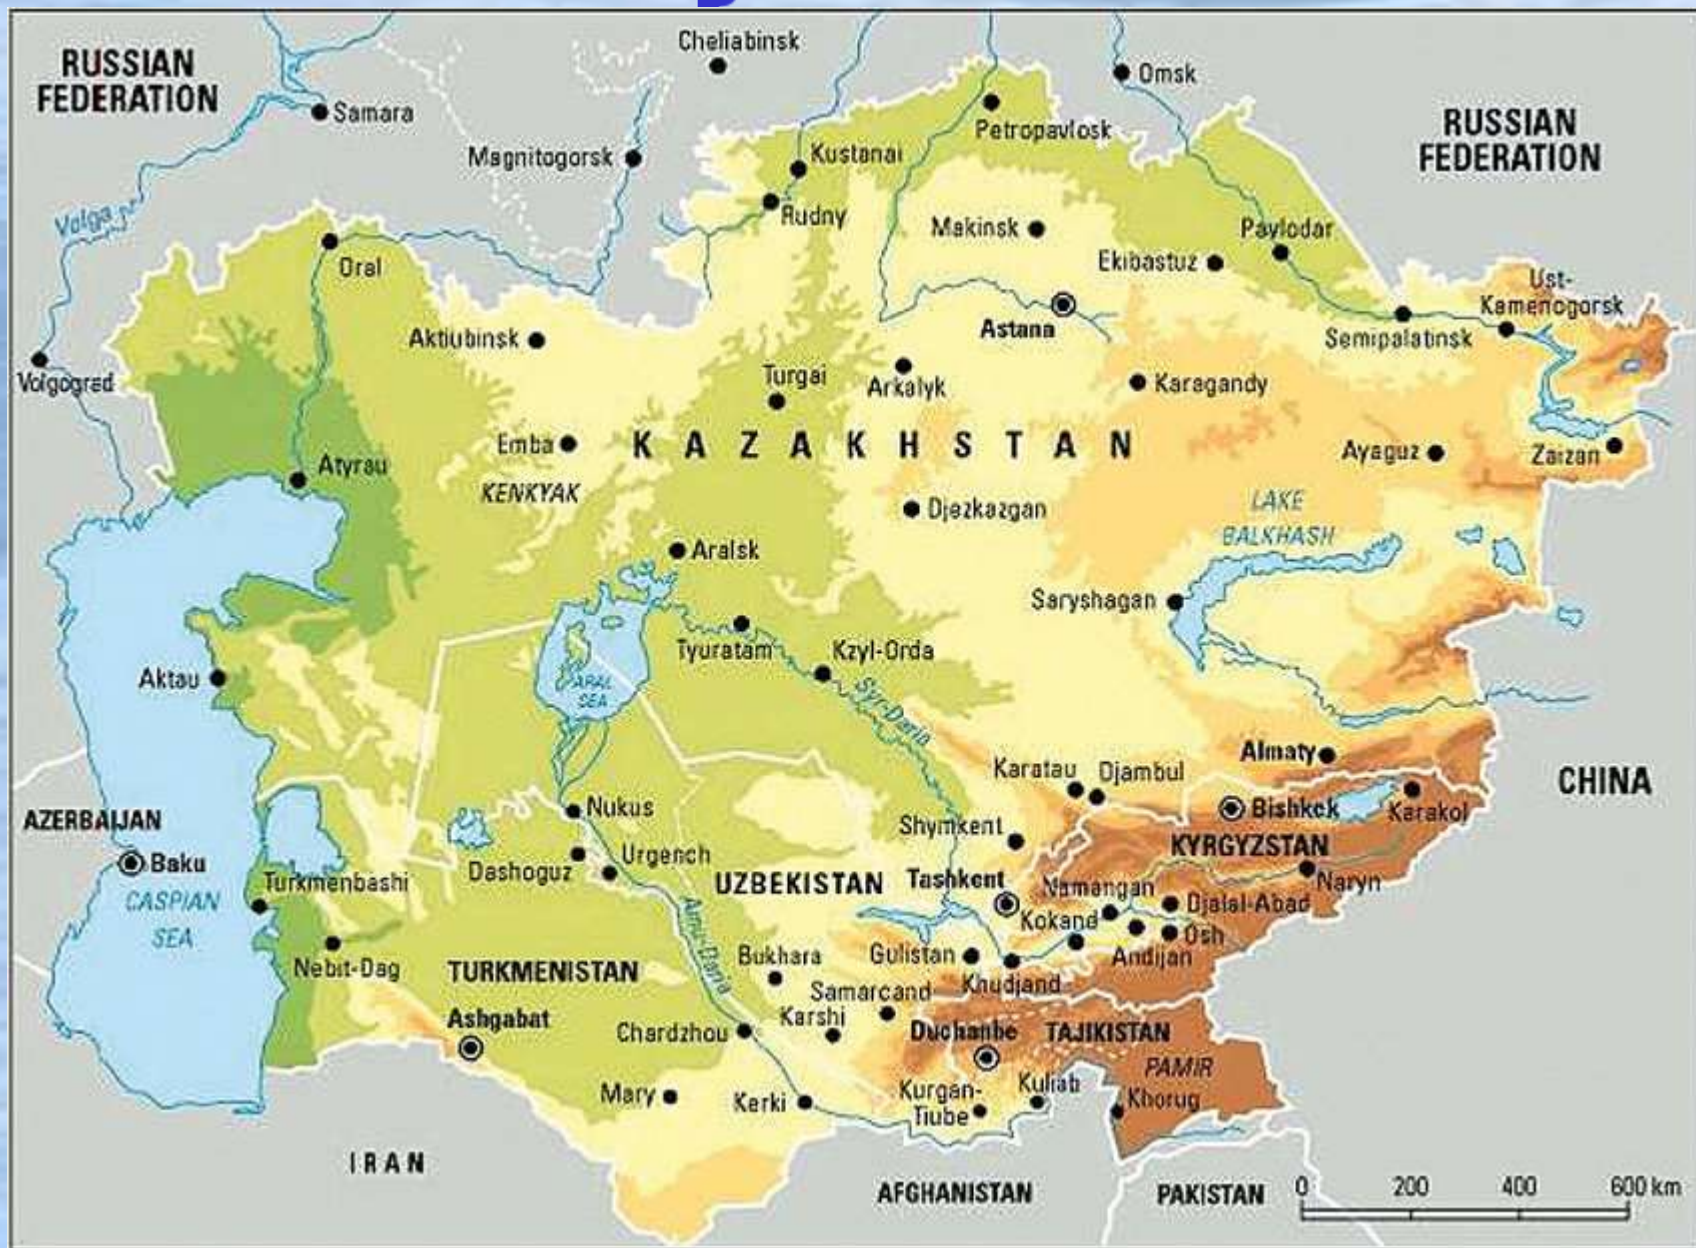 Cheliabinsk
RUSSIAN
FEDERATION
Omsk
Samara
Petropavlosk
RUSSIAN
FEDERATION
Magnitogorsk
Kustanai
Volga
Rudny
Makinsk
Pavlodar
Oral
Ekibastuz
Ust-
Kamenogorsk
Astana
Aktiubinsk
Semipalatinsk
Volgograd
Turgai
Arkalyk
Karagandy
Emba
KAZAKHSTAN
Ayaguz
Zaizan
Atyrau
KENKYAK
Djezkazgan
LAKE
BALKHASH
Aralsk
Saryshagan
Tyuratam
Kzyl-Orda
Aktau
ARAL
SEA
Syr-Daria
Almaty
Karatau
Djambul
CHINA
Nukus
Bishkek
Karakol
AZERBAIJAN
Shymkent
KYRGYZSTAN
Baku
Dashoguz
Urgench
Turkmenbashi
UZBEKISTAN
Tashkent
Namangan
Naryn
CASPIAN
SEA
Kokand
Djalal-Abad
Osh
Amu-Daria
Bukhara
Gulistan
Andijan
Nebit-Dag
TURKMENISTAN
Khudjand
Samarcand
Ashgabat
Chardzhou
Karshi
Duchanbe
TAJIKISTAN
PAMIR
Mary
Kerki
Kurgan-
Tiube
Kuliab
Khorug
IRAN
AFGHANISTAN
PAKISTAN
0 200 400 600 km